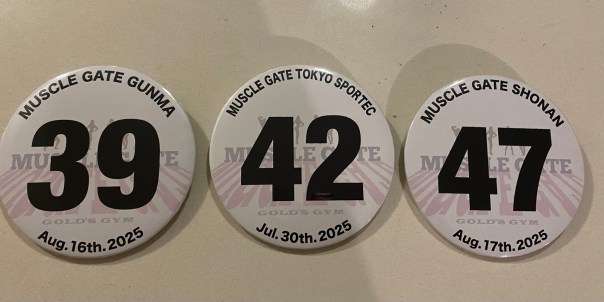 MUSCLE GATE GUNMA
MUSCLE GATE
39
GOLD'S GYM
Aug.16th.2025
MUSCLE GATE TOKYO SPORTEC
MUSCLE GATE
42
GOLD'S GYM
Jul.30th.2025
MUSCLE GATE SHONAN
MUSCLE GATE
47
GOLD'S GYM
Aug.17th.2025